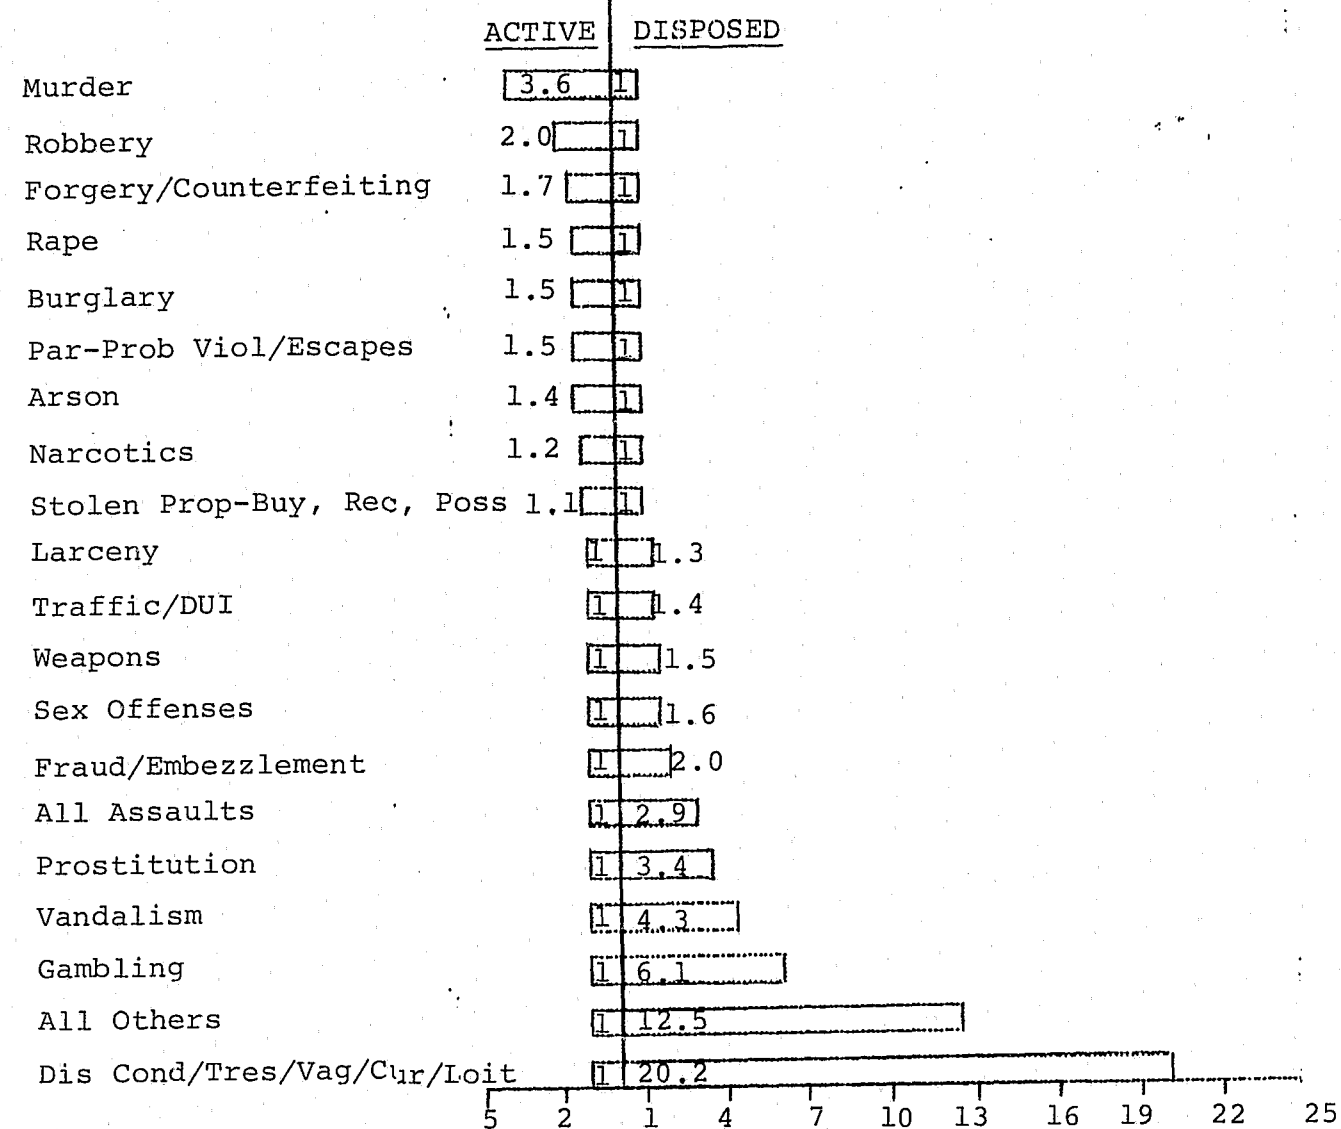 ACTIVE DISPOSED
Murder 3.6 1
Robbery 2.0 1
Forgery/Counterfeiting 1.7 1
Rape 1.5 1
Burglary 1.5 1
Par-Prob Viol/Escapes 1.5 1
Arson 1.4 1
Narcotics 1.2 1
Stolen Prop-Buy, Rec, Poss 1.1 1
Larceny 1 1.3
Traffic/DUI 1 1.4
Weapons 1 1.5
Sex Offenses 1 1.6
Fraud/Embezzlement 1 2.0
All Assaults 1 2.9
Prostitution 1 3.4
Vandalism 1 4.3
Gambling 1 6.1
All Others 1 12.5
Dis Cond/Tres/Vag/Cur/Loit 1 20.2
5 2 1 4 7 10 13 16 19 22 25